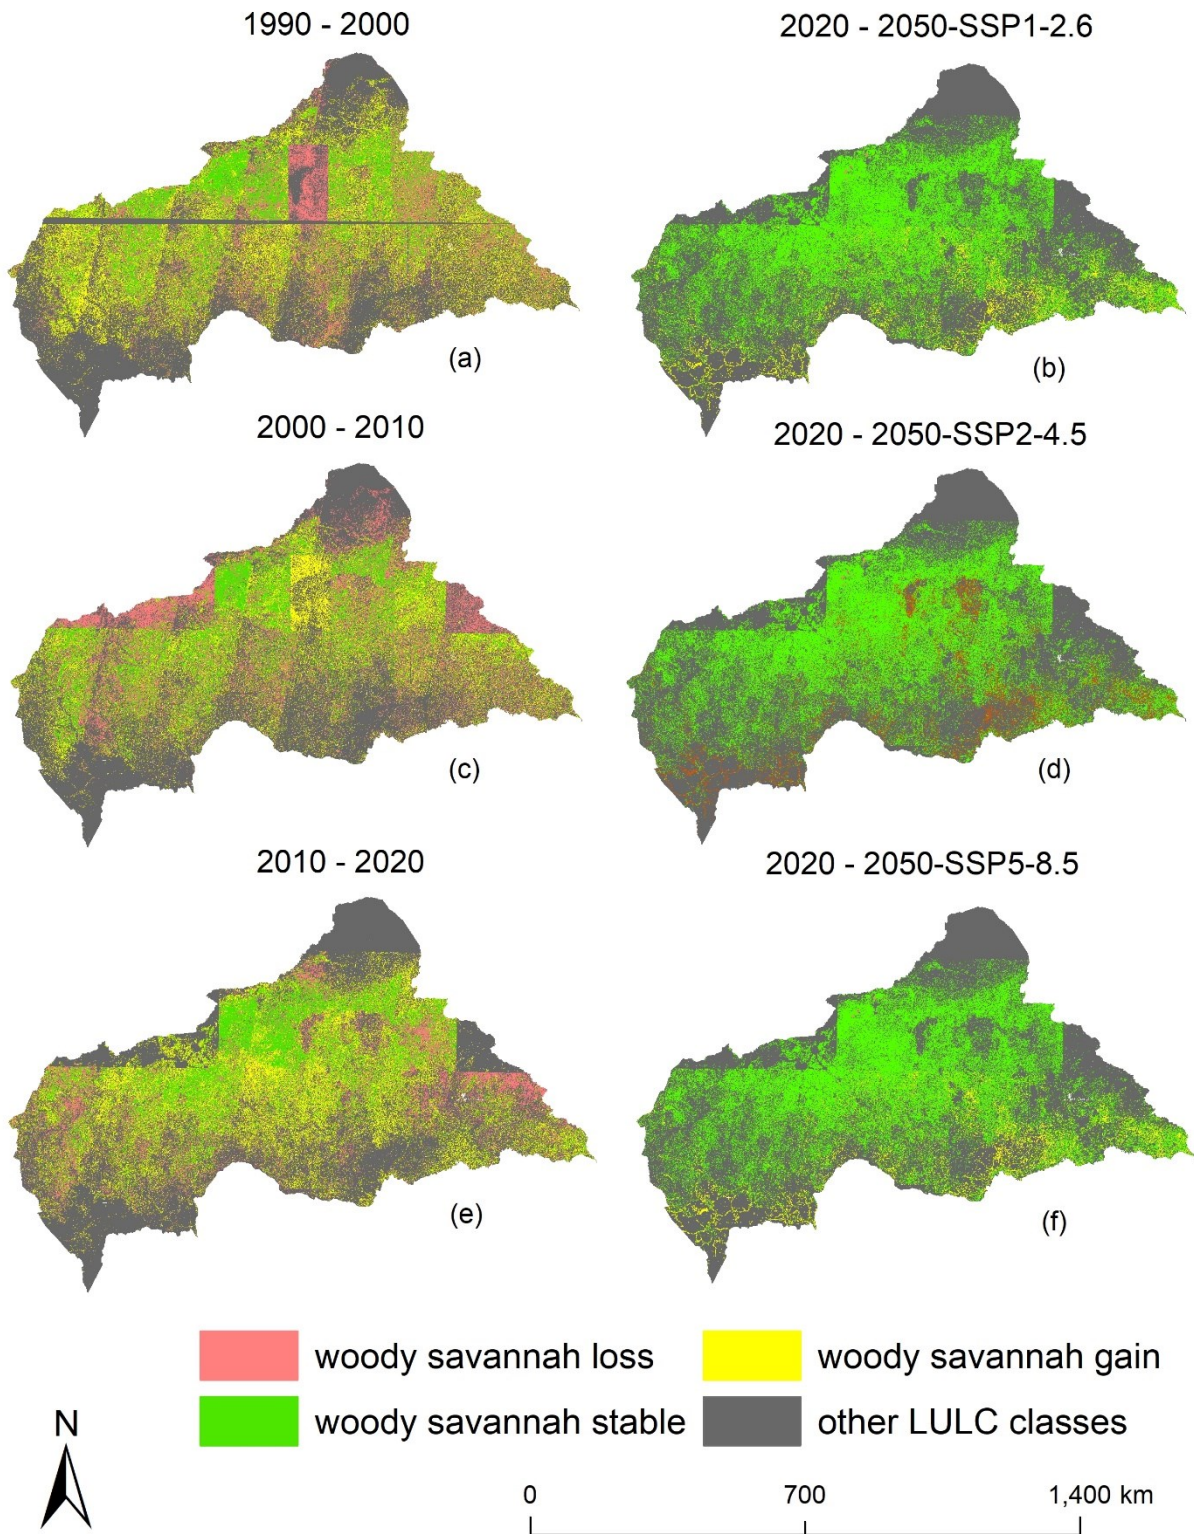 1990 - 2000
2020 - 2050-SSP1-2.6
(a)
(b)
2000 - 2010
2020 - 2050-SSP2-4.5
(c)
(d)
2010 - 2020
2020 - 2050-SSP5-8.5
(e)
(f)
woody savannah loss
woody savannah gain
woody savannah stable
other LULC classes
N
0 700 1,400 km